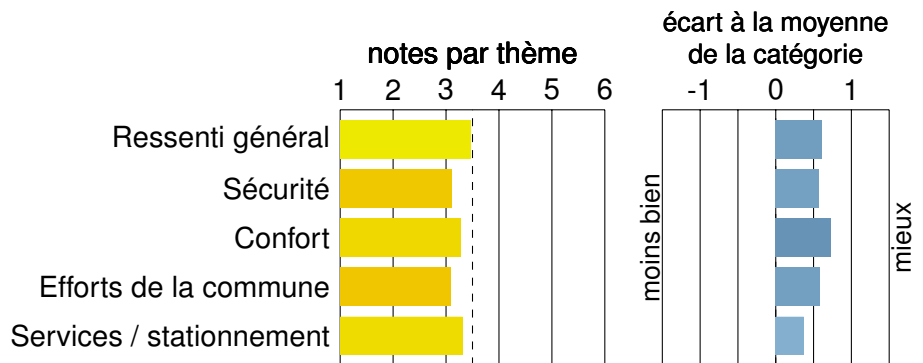 notes par thème
écart à la moyenne
de la catégorie
1 2 3 4 5 6
-1 0 1
Ressenti général
Sécurité
Confort
Efforts de la commune
Services / stationnement
moins bien
mieux